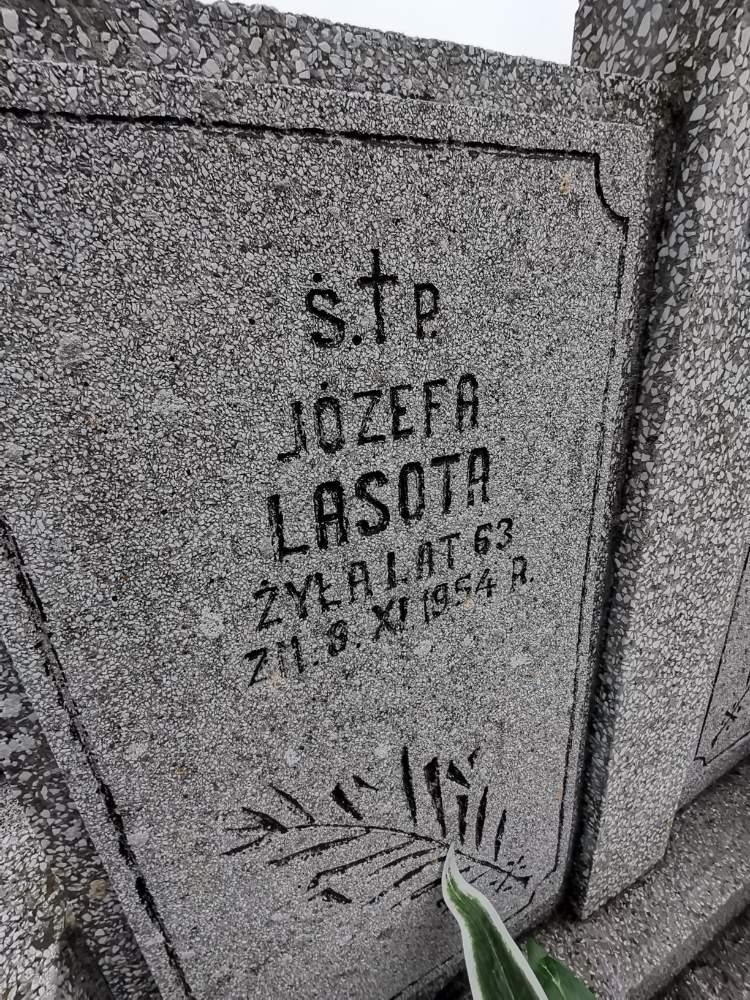 Ś.†P.
JÓZEFA
LASOTA
ŻYŁA LAT 63
ZM. 8. XI 1954 R.